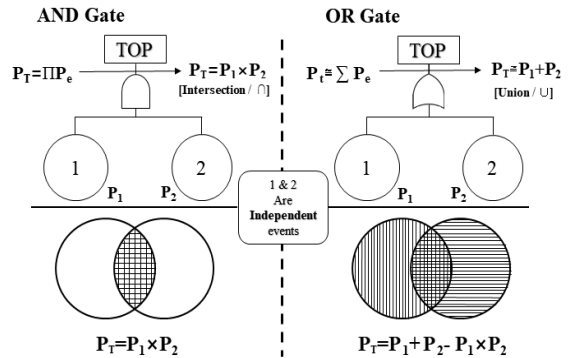 AND Gate
TOP
P_T=ΠP_e
P_T=P_1×P_2
[Intersection / ∩]
1
2
P_1
P_2
OR Gate
TOP
P_t≅∑ P_e
P_T≅P_1+P_2
[Union / ∪]
1
2
P_1
P_2
1 & 2
Are
Independent
events
P_T=P_1×P_2
P_T=P_1+P_2-P_1×P_2